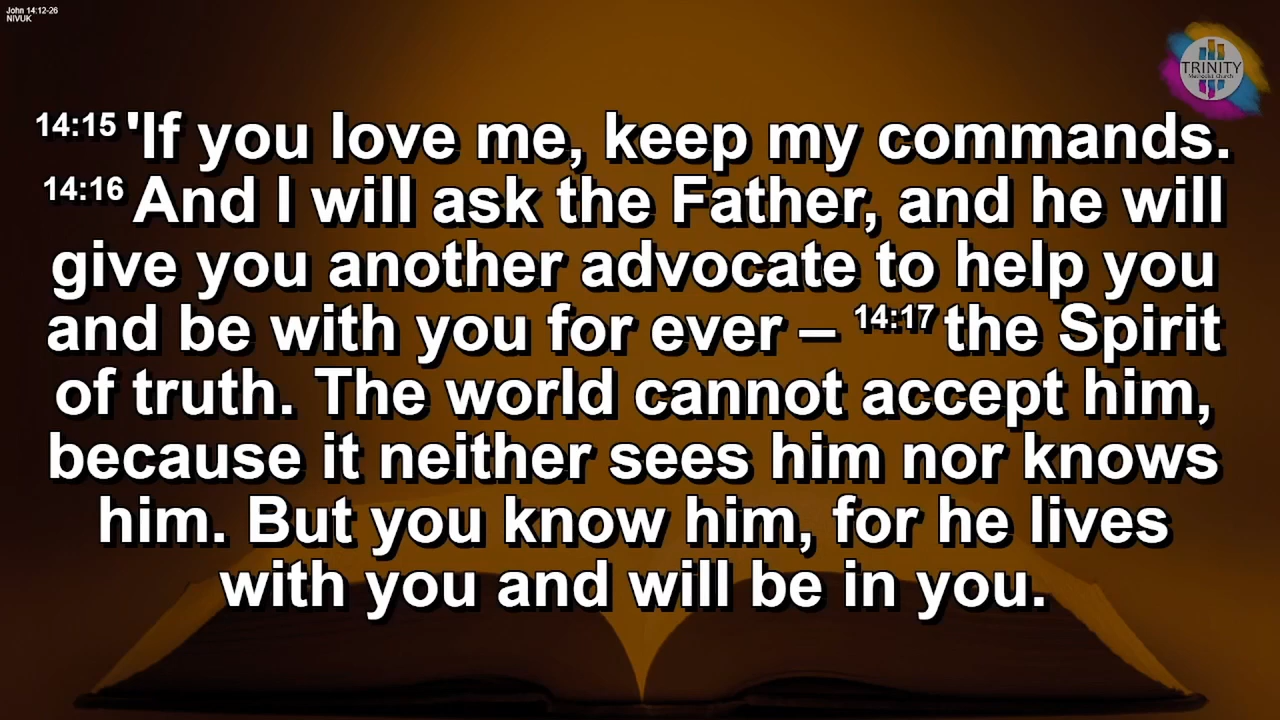 John 14:12-26
NIVUK
TRINITY
Methodist church
14:15 'If you love me, keep my commands.
14:16 And I will ask the Father, and he will
give you another advocate to help you
and be with you for ever – 14:17 the Spirit
of truth. The world cannot accept him,
because it neither sees him nor knows
him. But you know him, for he lives
with you and will be in you.